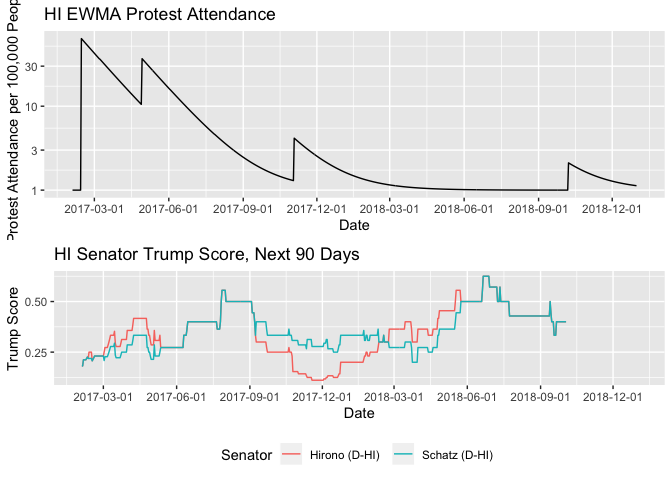 HI EWMA Protest Attendance
Protest Attendance per 100,000 Peop
30
10
3
1
2017-03-01 2017-06-01 2017-09-01 2017-12-01 2018-03-01 2018-06-01 2018-09-01 2018-12-01
Date
HI Senator Trump Score, Next 90 Days
Trump Score
0.50
0.25
2017-03-01 2017-06-01 2017-09-01 2017-12-01 2018-03-01 2018-06-01 2018-09-01 2018-12-01
Date
Senator Hirono (D-HI) Schatz (D-HI)